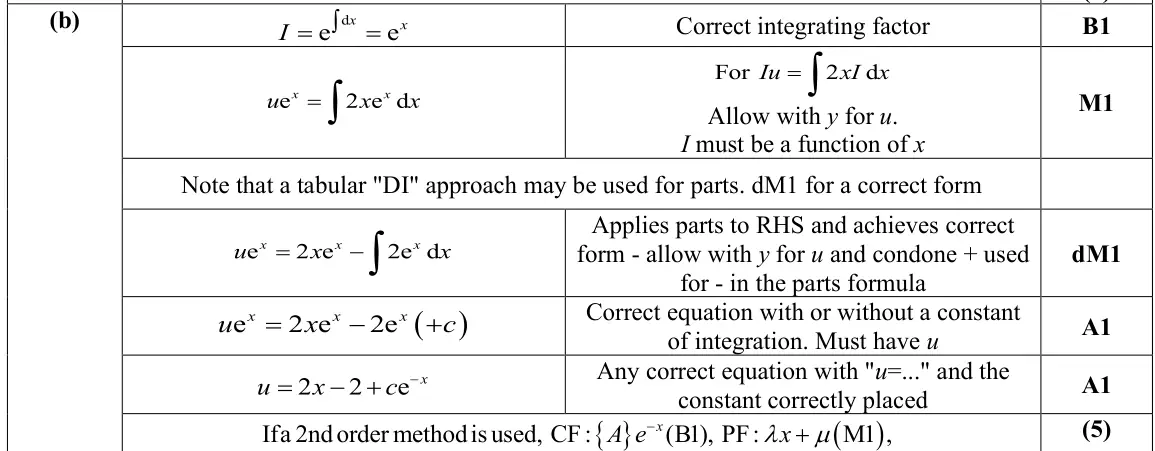 (b)
I = e^{∫dx} = e^x
Correct integrating factor
B1
ue^x = ∫2xe^x dx
For Iu = ∫2xI dx
Allow with y for u.
I must be a function of x
M1
Note that a tabular "DI" approach may be used for parts. dM1 for a correct form
ue^x = 2xe^x − ∫2e^x dx
Applies parts to RHS and achieves correct
form - allow with y for u and condone + used
for - in the parts formula
dM1
ue^x = 2xe^x − 2e^x (+c)
Correct equation with or without a constant
of integration. Must have u
A1
u = 2x − 2 + ce^{−x}
Any correct equation with "u=..." and the
constant correctly placed
A1
Ifa 2nd order method is used, CF : {A} e^{−x} (B1), PF : λx + μ (M1),
(5)